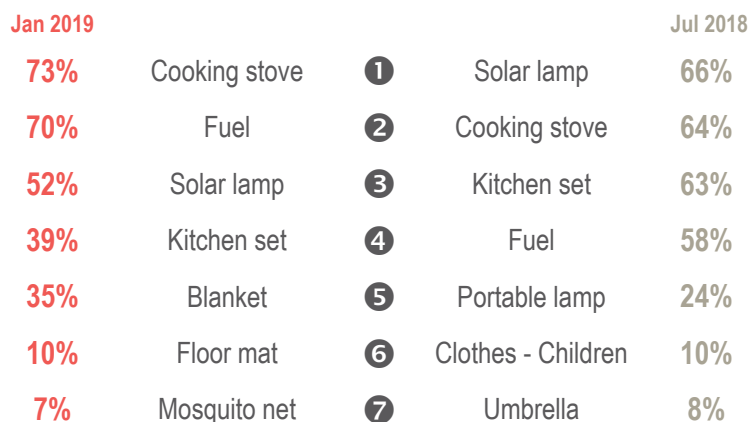 Jan 2019 Jul 2018
73% Cooking stove ❶ Solar lamp 66%
70% Fuel ❷ Cooking stove 64%
52% Solar lamp ❸ Kitchen set 63%
39% Kitchen set ❹ Fuel 58%
35% Blanket ❺ Portable lamp 24%
10% Floor mat ❻ Clothes - Children 10%
7% Mosquito net ❼ Umbrella 8%